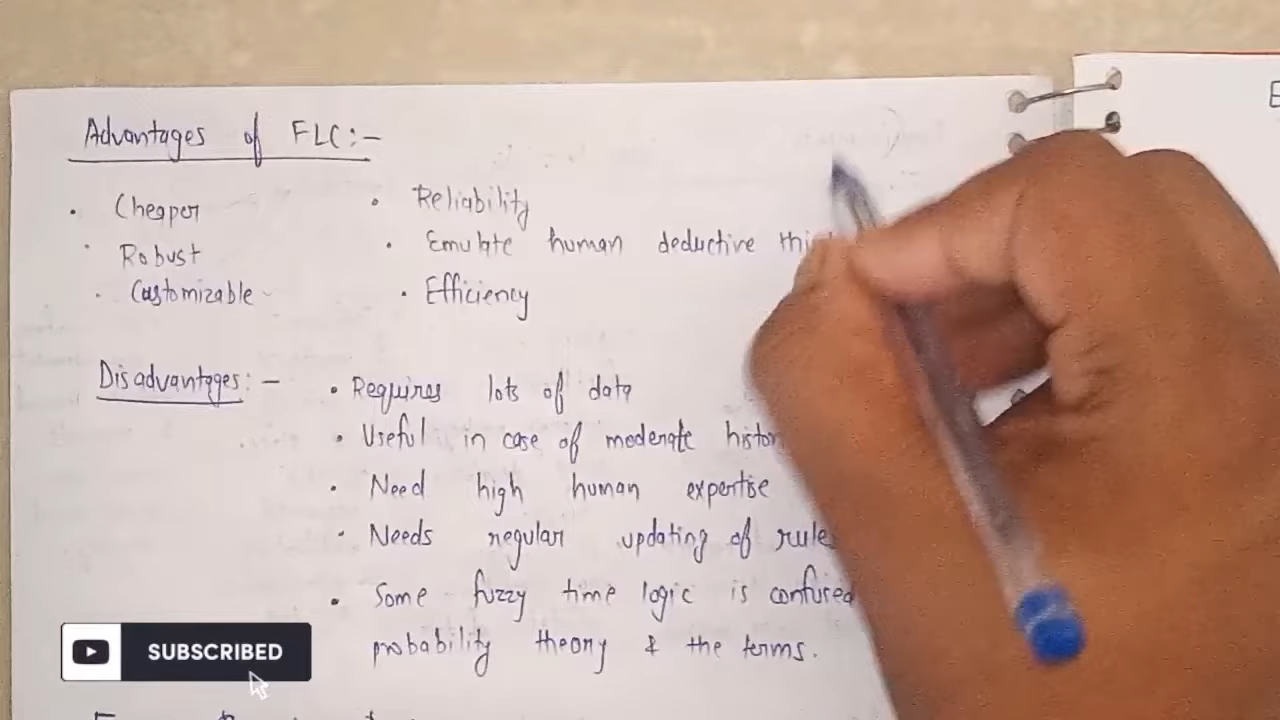 Advantages of FLC:-
. Cheaper
. Robust
. Customizable
. Reliability
. Emulate human deductive
. Efficiency
Disadvantages:-
. Requires lots of data
. Useful in case of moderate
. Need high human expertise
. Needs regular updating of rules
. Some fuzzy time logic is confused
probability theory & the terms.
SUBSCRIBED